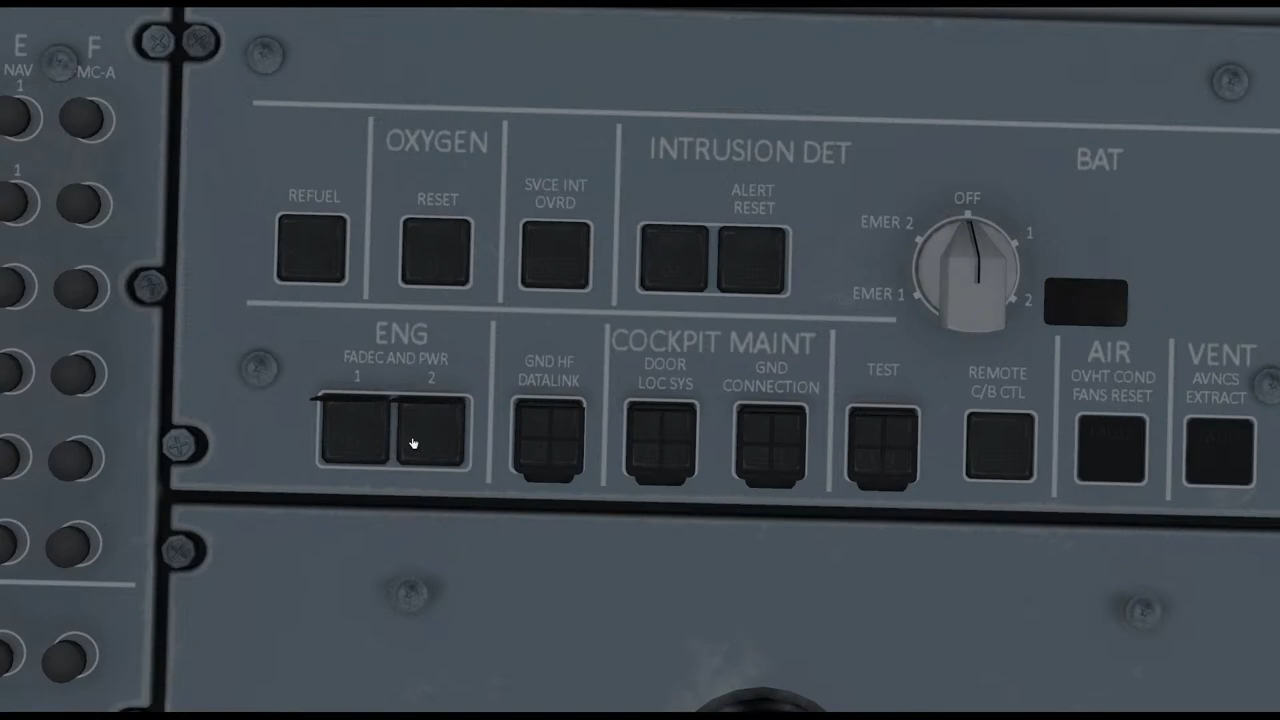 E
F
NAV
MC-A
1
1
OXYGEN
INTRUSION DET
BAT
REFUEL
RESET
SVCE INT
OVRD
ALERT
RESET
OFF
EMER 2
1
EMER 1
2
ENG
FADEC AND PWR
1
2
GND HF
DATALINK
COCKPIT MAINT
DOOR
LOC SYS
GND
CONNECTION
TEST
REMOTE
C/B CTL
AIR
OVHT COND
FANS RESET
VENT
AVNCS
EXTRACT